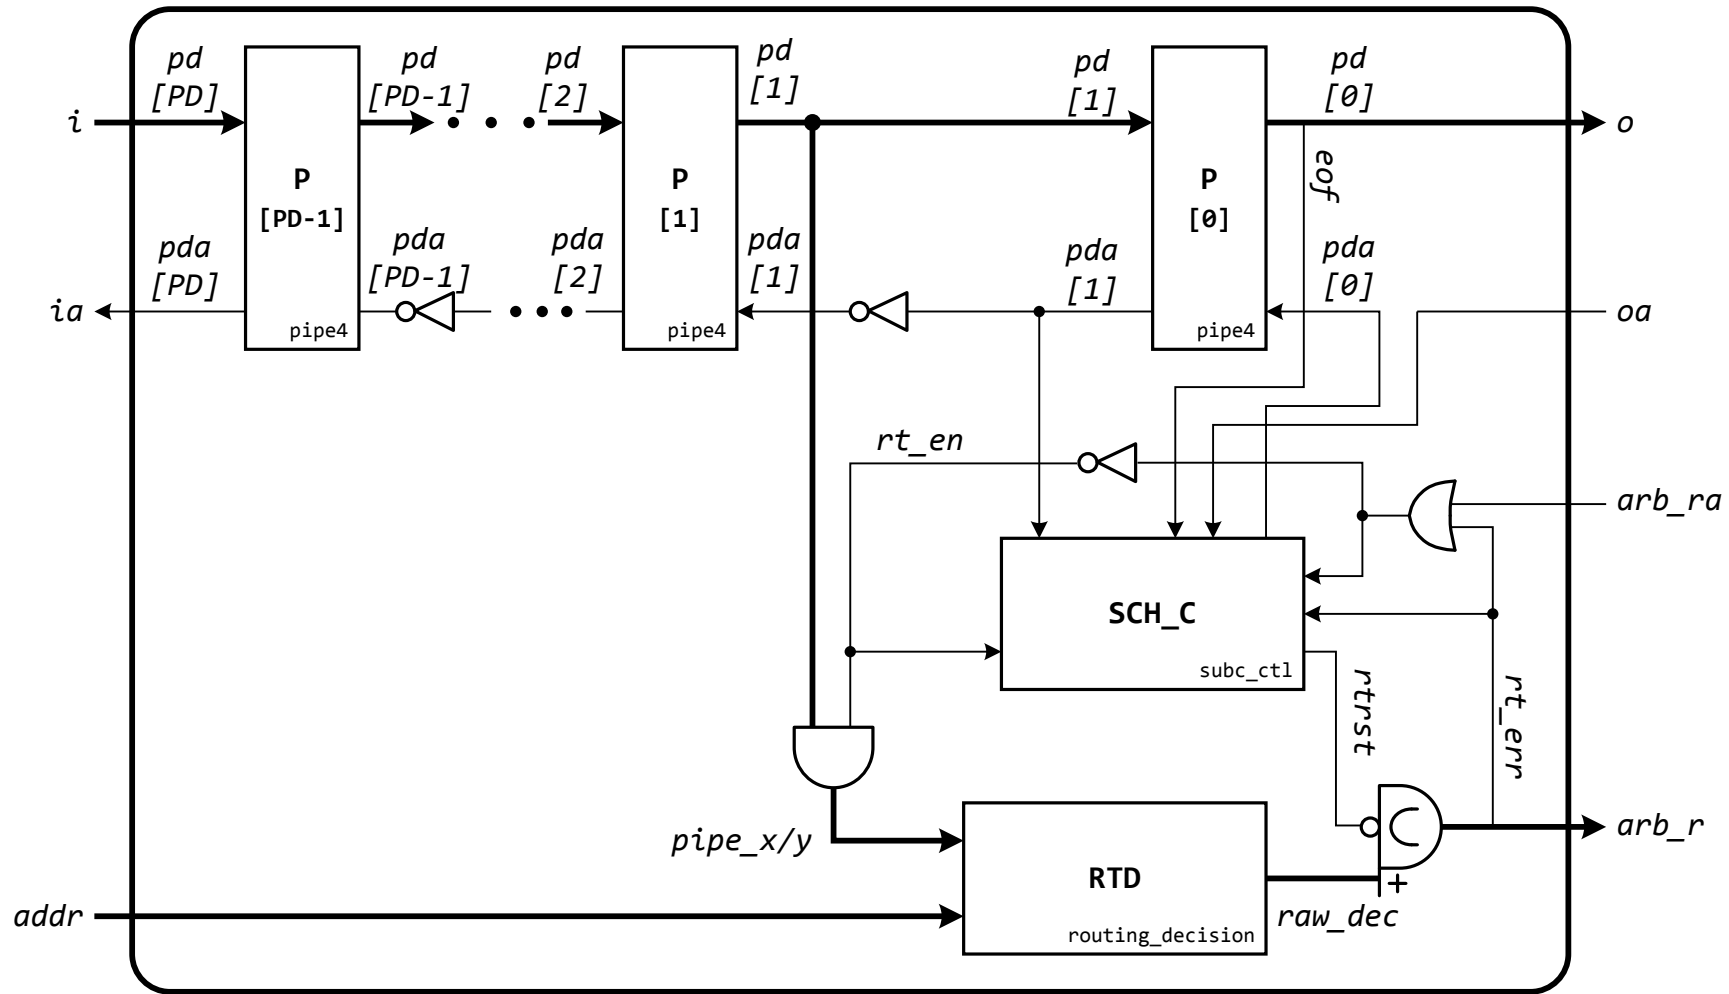 pd
[PD]
pd
[PD-1]
pd
[2]
pd
[1]
pd
[1]
pd
[0]
i
o
P
[PD-1]
P
[1]
P
[0]
eof
pda
[PD]
pda
[PD-1]
pda
[2]
pda
[1]
pda
[1]
pda
[0]
ia
oa
pipe4
pipe4
pipe4
rt_en
arb_ra
SCH_C
subc_ctl
rtrst
rt_err
pipe_x/y
arb_r
RTD
+
addr
raw_dec
routing_decision
C